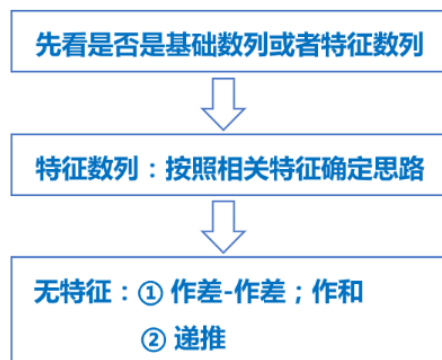 先看是否是基础数列或者特征数列
特征数列：按照相关特征确定思路
无特征：① 作差-作差；作和
② 递推